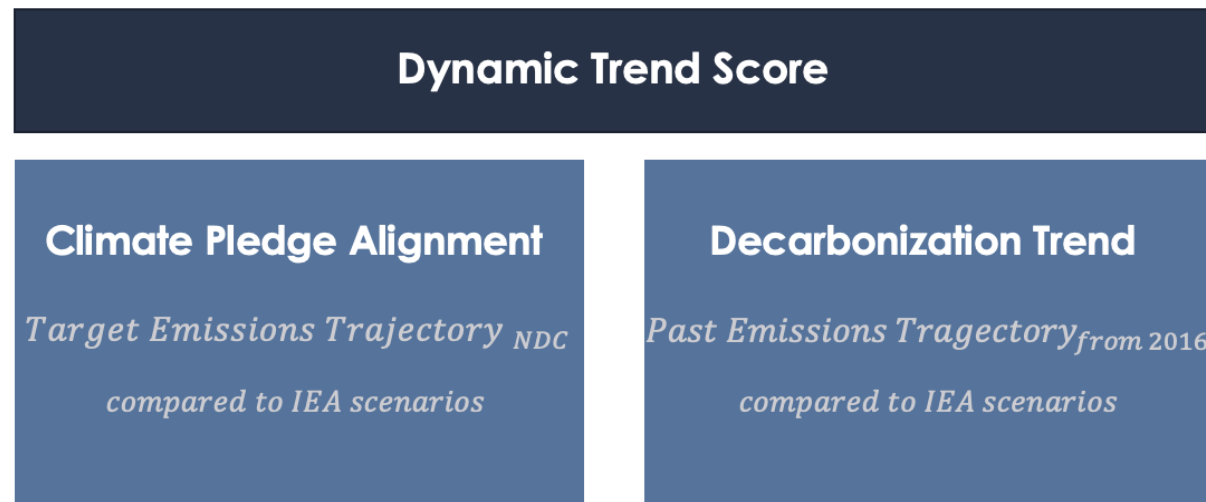 Dynamic Trend Score
Climate Pledge Alignment
Target Emissions Trajectory NDC
compared to IEA scenarios
Decarbonization Trend
Past Emissions Tragectory from 2016
compared to IEA scenarios